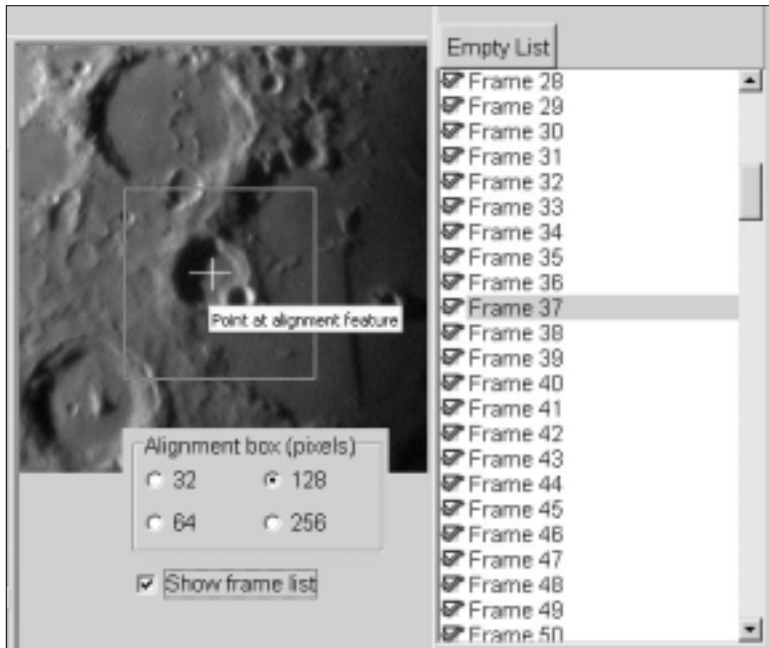 Empty List
Frame 28
Frame 29
Frame 30
Frame 31
Frame 32
Frame 33
Frame 34
Frame 35
Frame 36
Frame 37
Frame 38
Frame 39
Frame 40
Frame 41
Frame 42
Frame 43
Frame 44
Frame 45
Frame 46
Frame 47
Frame 48
Frame 49
Frame 50
Point at alignment feature
Alignment box (pixels)
32 128
64 256
Show frame list